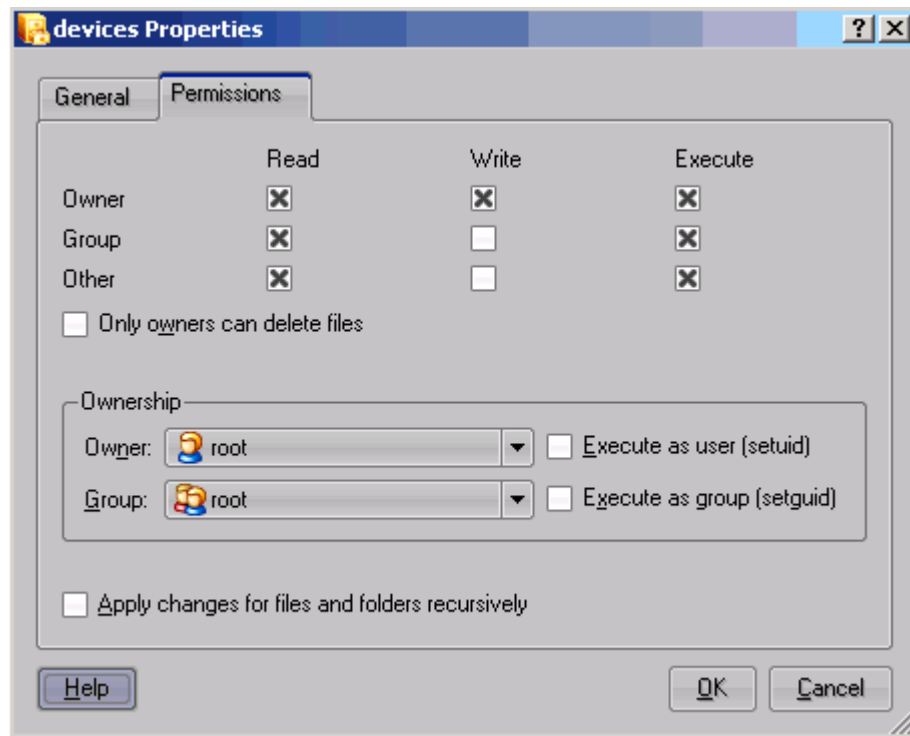 devices Properties
General Permissions
Read Write Execute
Owner
Group
Other
Only owners can delete files
Ownership
Owner: root Execute as user (setuid)
Group: root Execute as group (setguid)
Apply changes for files and folders recursively
Help OK Cancel